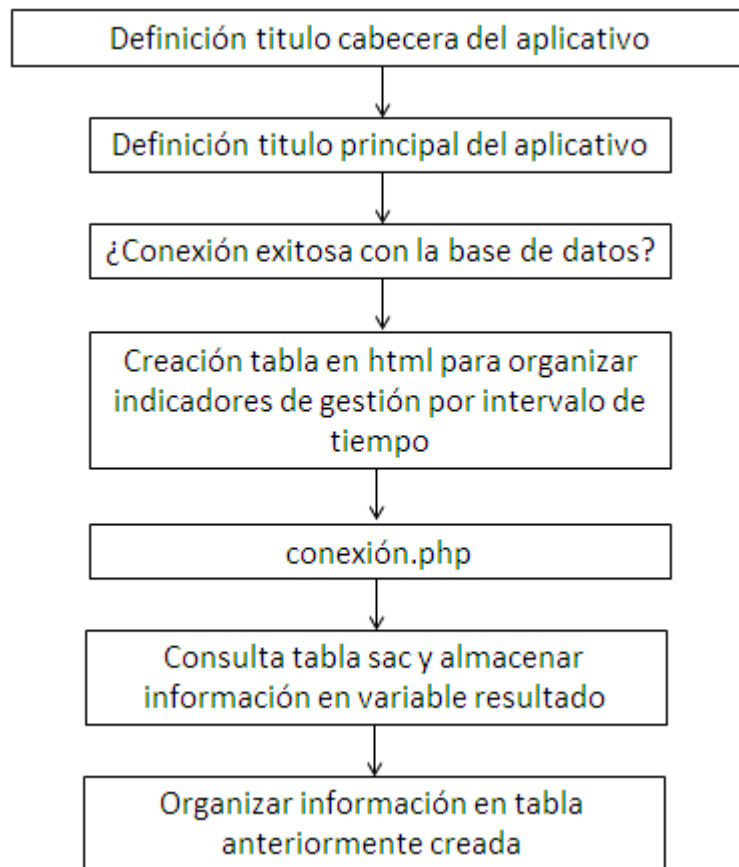 Definición titulo cabecera del aplicativo
Definición titulo principal del aplicativo
¿Conexión exitosa con la base de datos?
Creación tabla en html para organizar
indicadores de gestión por intervalo de
tiempo
conexión.php
Consulta tabla sac y almacenar
información en variable resultado
Organizar información en tabla
anteriormente creada